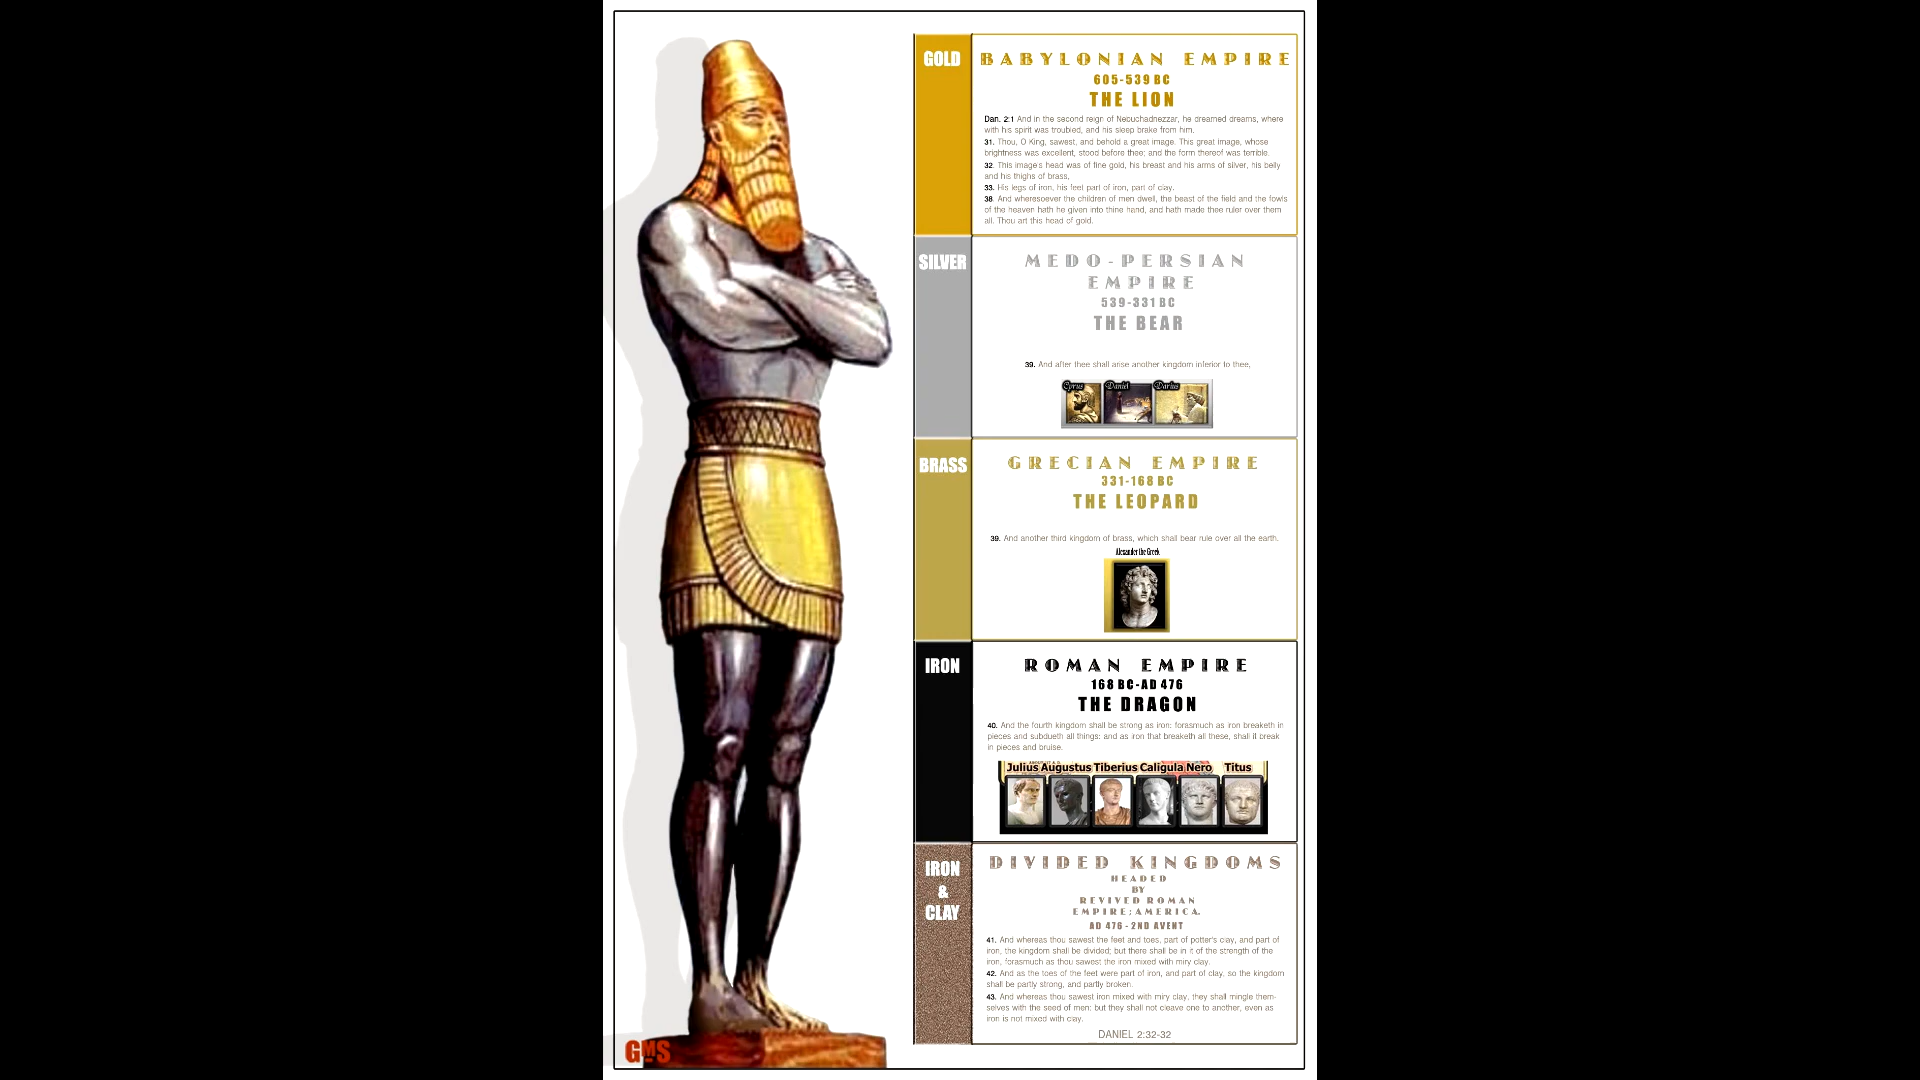 GOLD
BABYLONIAN EMPIRE
605-539 BC
THE LION
Dan. 2:1 And in the second reign of Nebuchadnezzar, he dreamed dreams, where
with his spirit was troubled, and his sleep brake from him.
31. Thou, O King, sawest, and behold a great image. This great image, whose
brightness was excellent, stood before thee; and the form thereof was terrible.
32. This image's head was of fine gold, his breast and his arms of silver, his belly
and his thighs of brass,
33. His legs of iron, his feet part of iron, part of clay.
38. And wheresoever the children of men dwell, the beast of the field and the fowls
of the heaven hath he given into thine hand, and hath made thee ruler over them
all. Thou art this head of gold.
SILVER
MEDO-PERSIAN
EMPIRE
539-331 BC
THE BEAR
39. And after thee shall arise another kingdom inferior to thee,
Cyrus Daniel Darius
BRASS
GRECIAN EMPIRE
331-168 BC
THE LEOPARD
39. And another third kingdom of brass, which shall bear rule over all the earth.
Alexander the Greek
IRON
ROMAN EMPIRE
168 BC-AD 476
THE DRAGON
40. And the fourth kingdom shall be strong as iron: forasmuch as iron breaketh in
pieces and subdueth all things: and as iron that breaketh all these, shall it break
in pieces and bruise.
Julius Augustus Tiberius Caligula Nero Titus
IRON
&
CLAY
DIVIDED KINGDOMS
HEADED
BY
REVIVED ROMAN
EMPIRE; AMERICA.
AD 476 - 2ND AVENT
41. And whereas thou sawest the feet and toes, part of potter's clay, and part of
iron, the kingdom shall be divided; but there shall be in it of the strength of the
iron, forasmuch as thou sawest the iron mixed with miry clay.
42. And as the toes of the feet were part of iron, and part of clay, so the kingdom
shall be partly strong, and partly broken.
43. And whereas thou sawest iron mixed with miry clay, they shall mingle them-
selves with the seed of men: but they shall not cleave one to another, even as
iron is not mixed with clay.
DANIEL 2:32-32
GMS